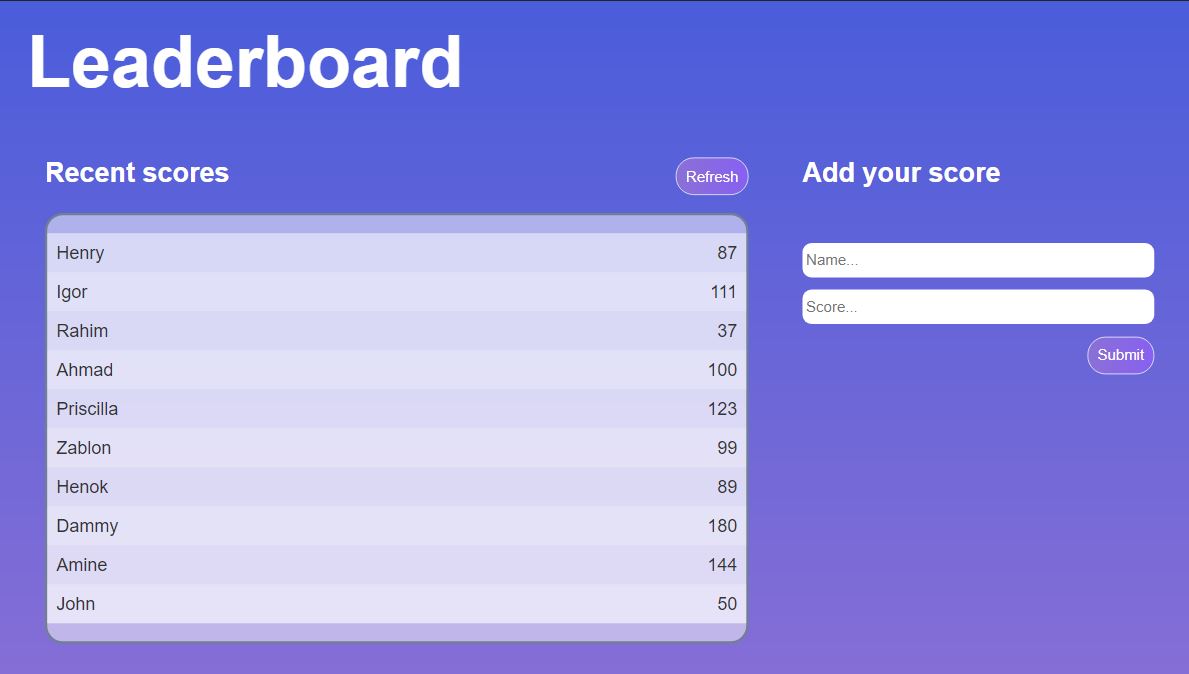 Leaderboard
Recent scores
Refresh
Henry 87
Igor 111
Rahim 37
Ahmad 100
Priscilla 123
Zablon 99
Henok 89
Dammy 180
Amine 144
John 50
Add your score
Name...
Score...
Submit